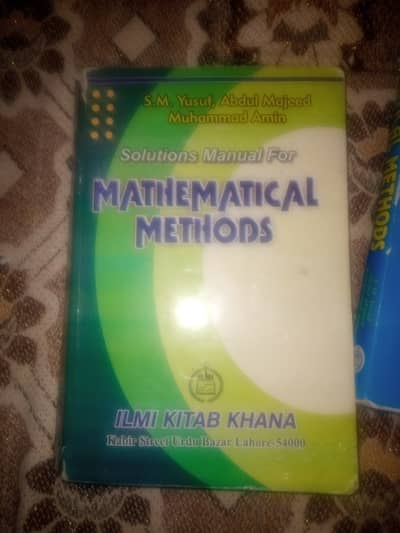 S.M. Yusuf, Abdul Majeed
Muhammad Amin
Solutions Manual For
MATHEMATICAL
METHODS
ILMI KITAB KHANA
Kabir Street Urdu Bazar Lahore-54000
METHODS